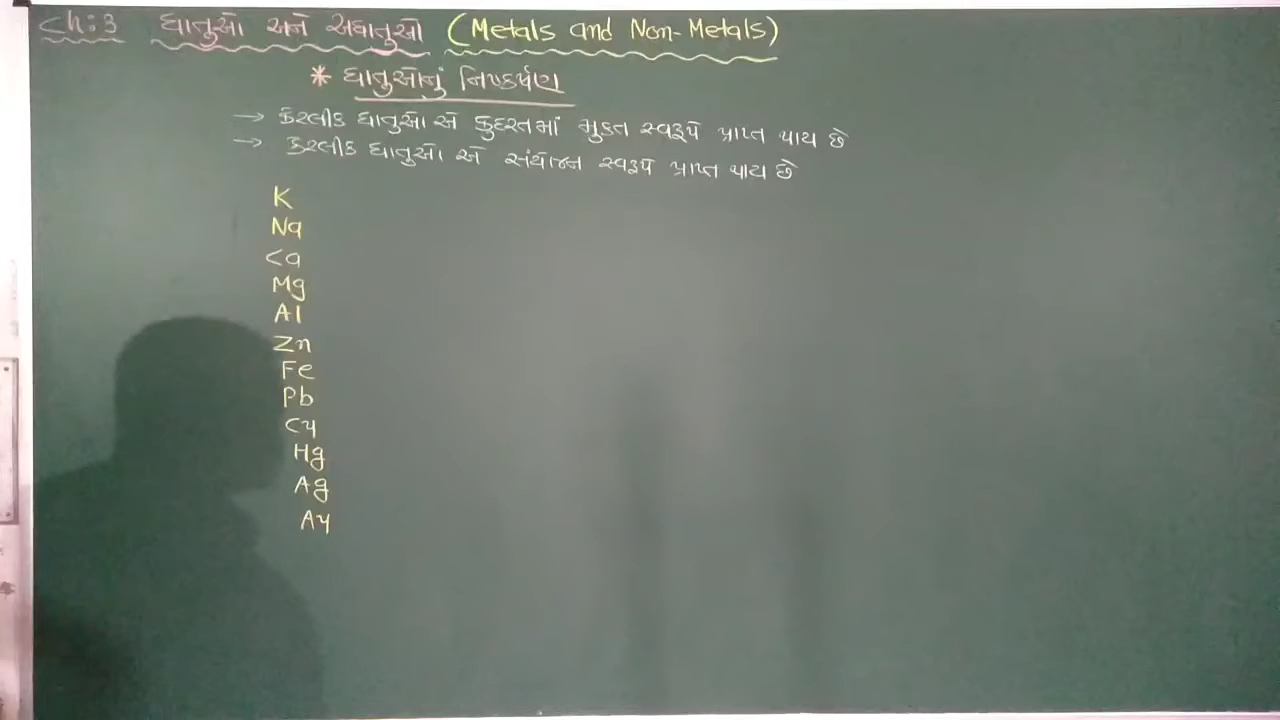 Ch:3 ધાતુઓ અને અધાતુઓ (Metals and Non-Metals)
* ધાતુઓનું નિષ્કર્ષણ
→ કેટલીક ધાતુઓ એ કુદરતમાં મુક્ત સ્વરૂપે પ્રાપ્ત થાય છે
→ કેટલીક ધાતુઓ એ સંયોજન સ્વરૂપે પ્રાપ્ત થાય છે
K
Na
Ca
Mg
Al
Zn
Fe
Pb
Cu
Hg
Ag
Au